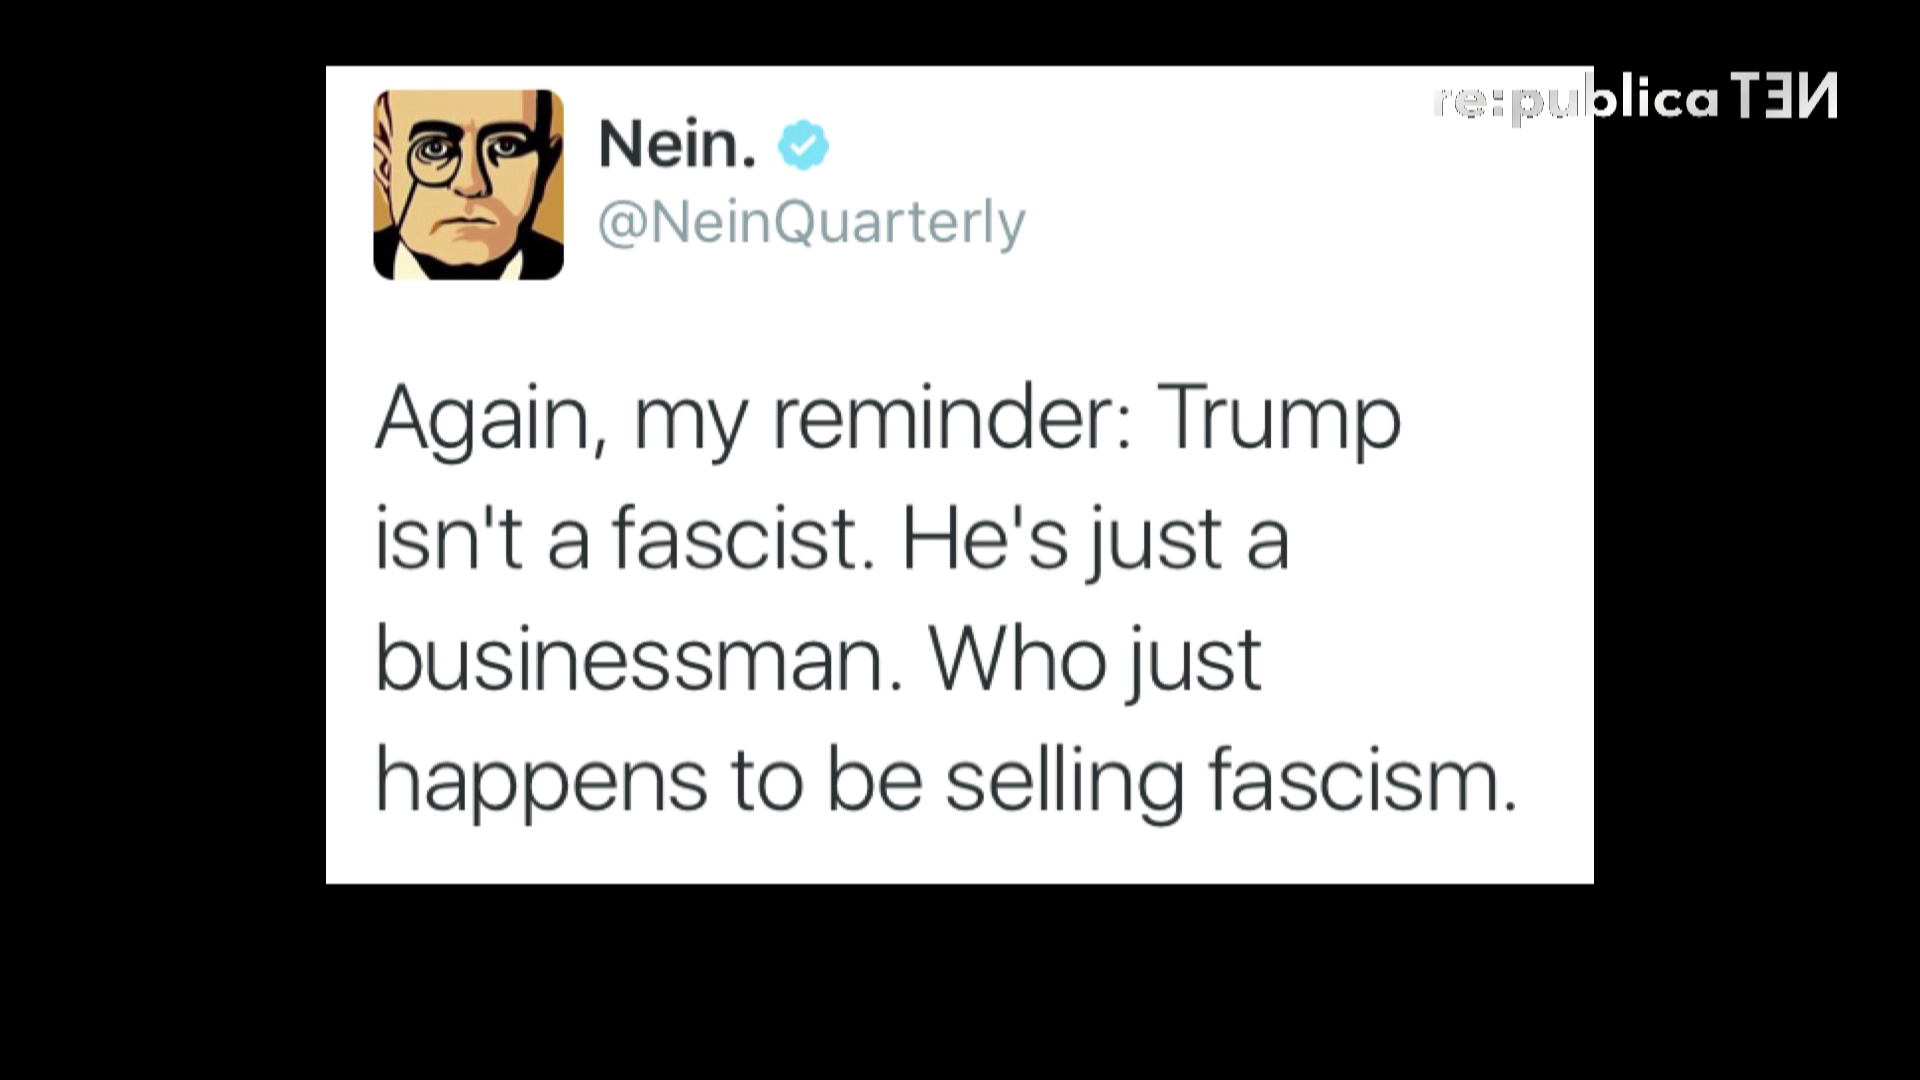 re:publica TEN
Nein.
@NeinQuarterly
Again, my reminder: Trump
isn't a fascist. He's just a
businessman. Who just
happens to be selling fascism.